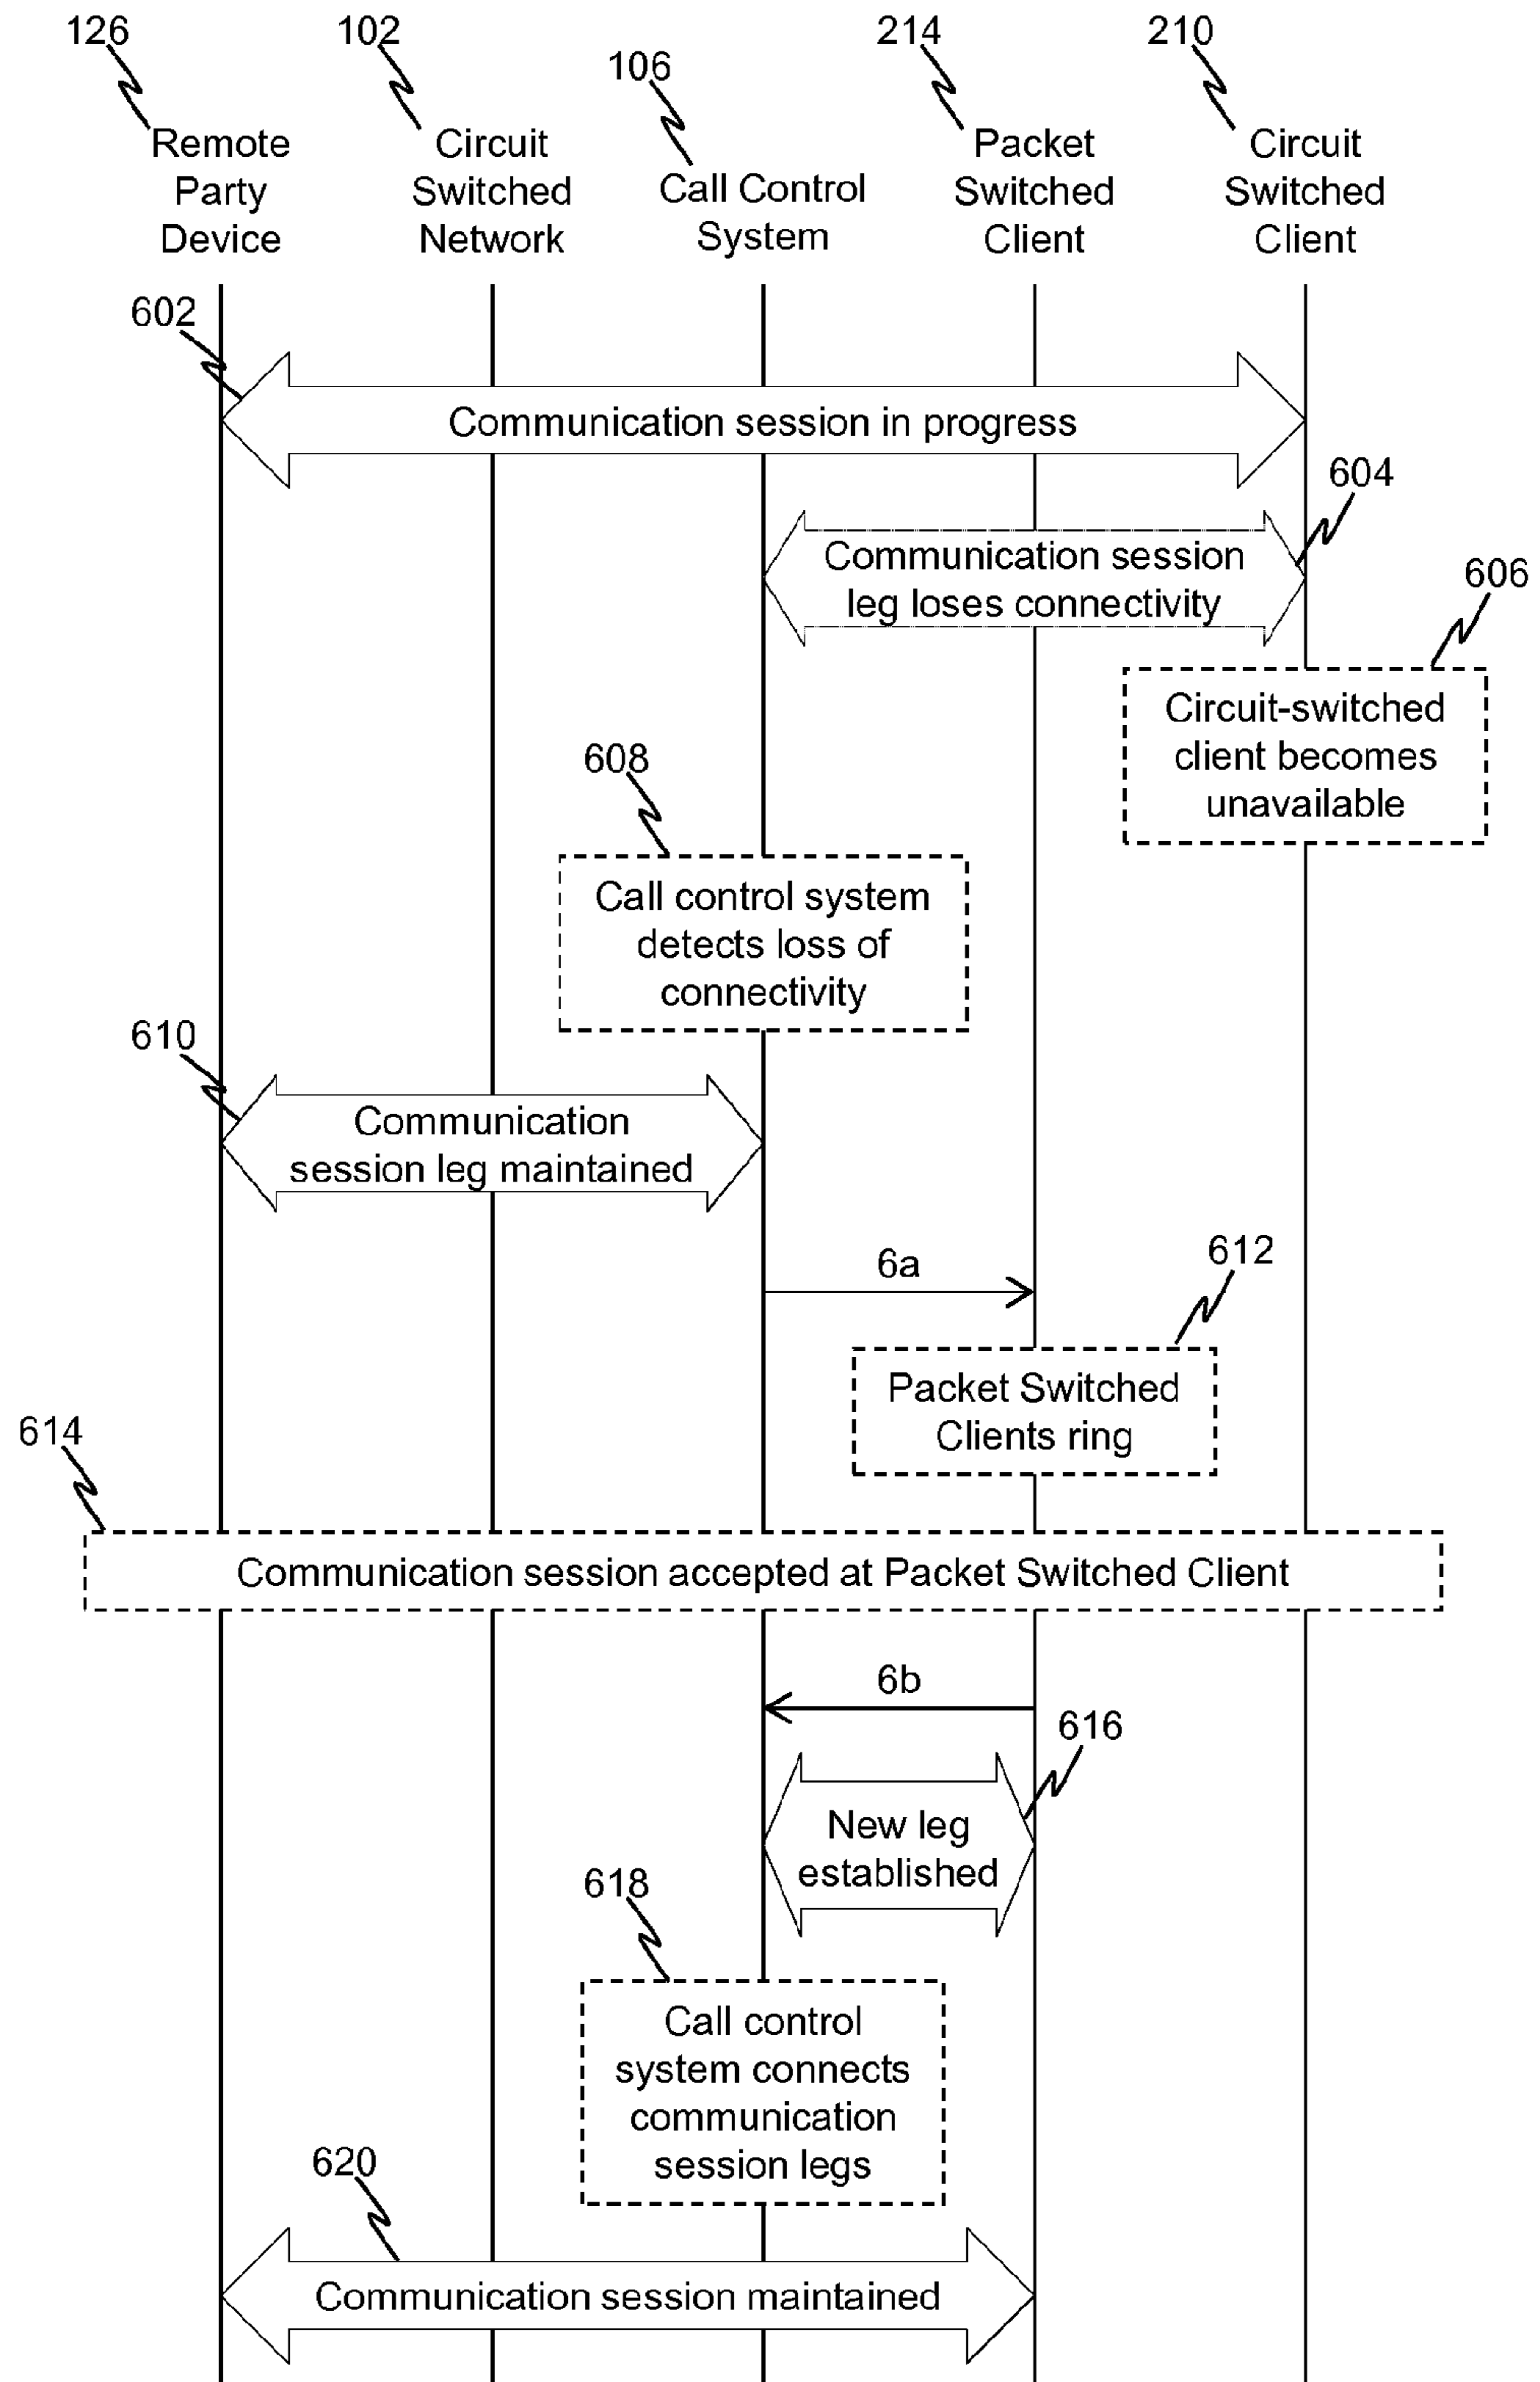 126
102
106
214
210
Remote
Party
Device
Circuit
Switched
Network
Call Control
System
Packet
Switched
Client
Circuit
Switched
Client
602
Communication session in progress
604
Communication session
leg loses connectivity
606
Circuit-switched
client becomes
unavailable
608
Call control system
detects loss of
connectivity
610
Communication
session leg maintained
6a
612
Packet Switched
Clients ring
614
Communication session accepted at Packet Switched Client
6b
616
New leg
established
618
Call control
system connects
communication
session legs
620
Communication session maintained